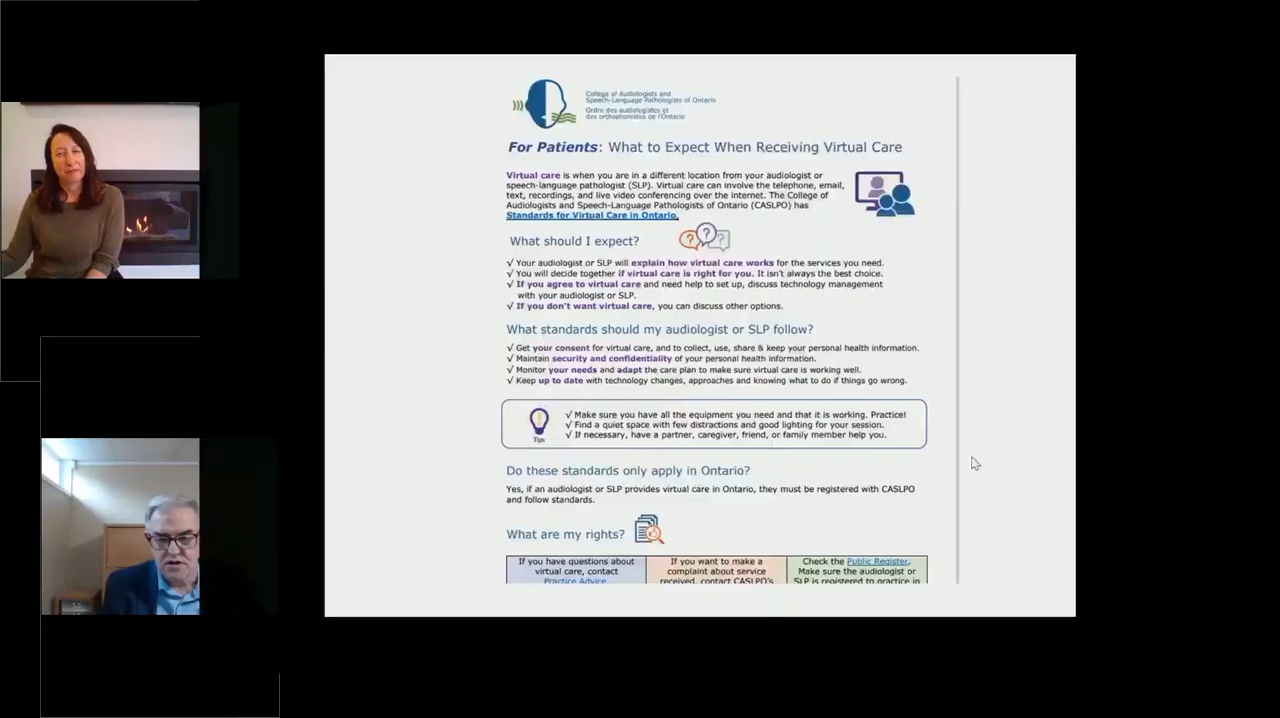 College of Audiologists and
Speech-Language Pathologists of Ontario
Ordre des audiologistes et
des orthophonistes de l'Ontario
For Patients: What to Expect When Receiving Virtual Care
Virtual care is when you are in a different location from your audiologist or
speech-language pathologist (SLP). Virtual care can involve the telephone, email,
text, recordings, and live video conferencing over the internet. The College of
Audiologists and Speech-Language Pathologists of Ontario (CASLPO) has
Standards for Virtual Care in Ontario.
What should I expect?
√ Your audiologist or SLP will explain how virtual care works for the services you need.
√ You will decide together if virtual care is right for you. It isn't always the best choice.
√ If you agree to virtual care and need help to set up, discuss technology management
with your audiologist or SLP.
√ If you don't want virtual care, you can discuss other options.
What standards should my audiologist or SLP follow?
√ Get your consent for virtual care, and to collect, use, share & keep your personal health information.
√ Maintain security and confidentiality of your personal health information.
√ Monitor your needs and adapt the care plan to make sure virtual care is working well.
√ Keep up to date with technology changes, approaches and knowing what to do if things go wrong.
Tips
√ Make sure you have all the equipment you need and that it is working. Practice!
√ Find a quiet space with few distractions and good lighting for your session.
√ If necessary, have a partner, caregiver, friend, or family member help you.
Do these standards only apply in Ontario?
Yes, if an audiologist or SLP provides virtual care in Ontario, they must be registered with CASLPO
and follow standards.
What are my rights?
If you have questions about
virtual care, contact
Practice Advice
If you want to make a
complaint about service
received, contact CASLPO's
Check the Public Register.
Make sure the audiologist or
SLP is registered to practice in